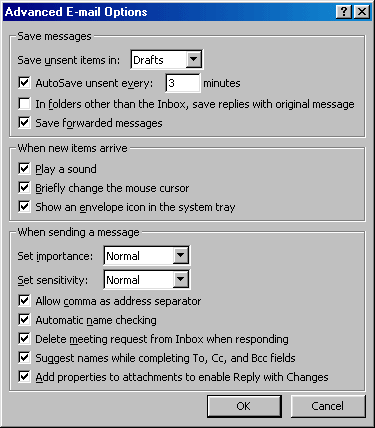 Advanced E-mail Options
Save messages
Save unsent items in: Drafts
AutoSave unsent every: 3 minutes
In folders other than the Inbox, save replies with original message
Save forwarded messages
When new items arrive
Play a sound
Briefly change the mouse cursor
Show an envelope icon in the system tray
When sending a message
Set importance: Normal
Set sensitivity: Normal
Allow comma as address separator
Automatic name checking
Delete meeting request from Inbox when responding
Suggest names while completing To, Cc, and Bcc fields
Add properties to attachments to enable Reply with Changes
OK Cancel